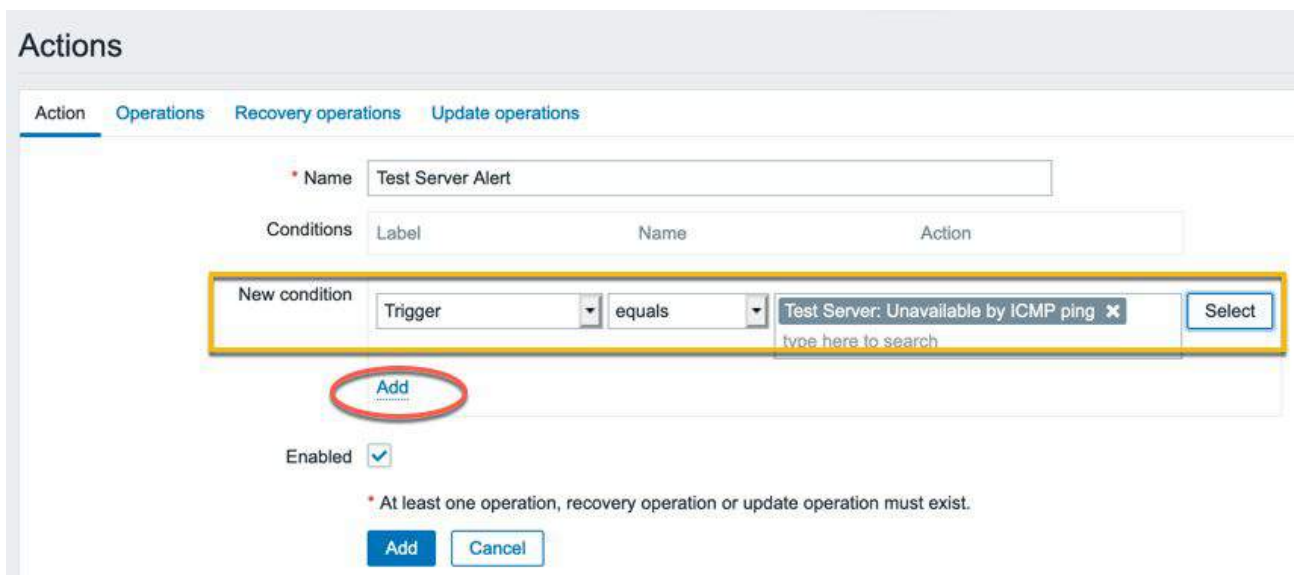 Actions
Action Operations Recovery operations Update operations
* Name Test Server Alert
Conditions Label Name Action
New condition Trigger equals Test Server: Unavailable by ICMP ping Select
type here to search
Add
Enabled
* At least one operation, recovery operation or update operation must exist.
Add Cancel